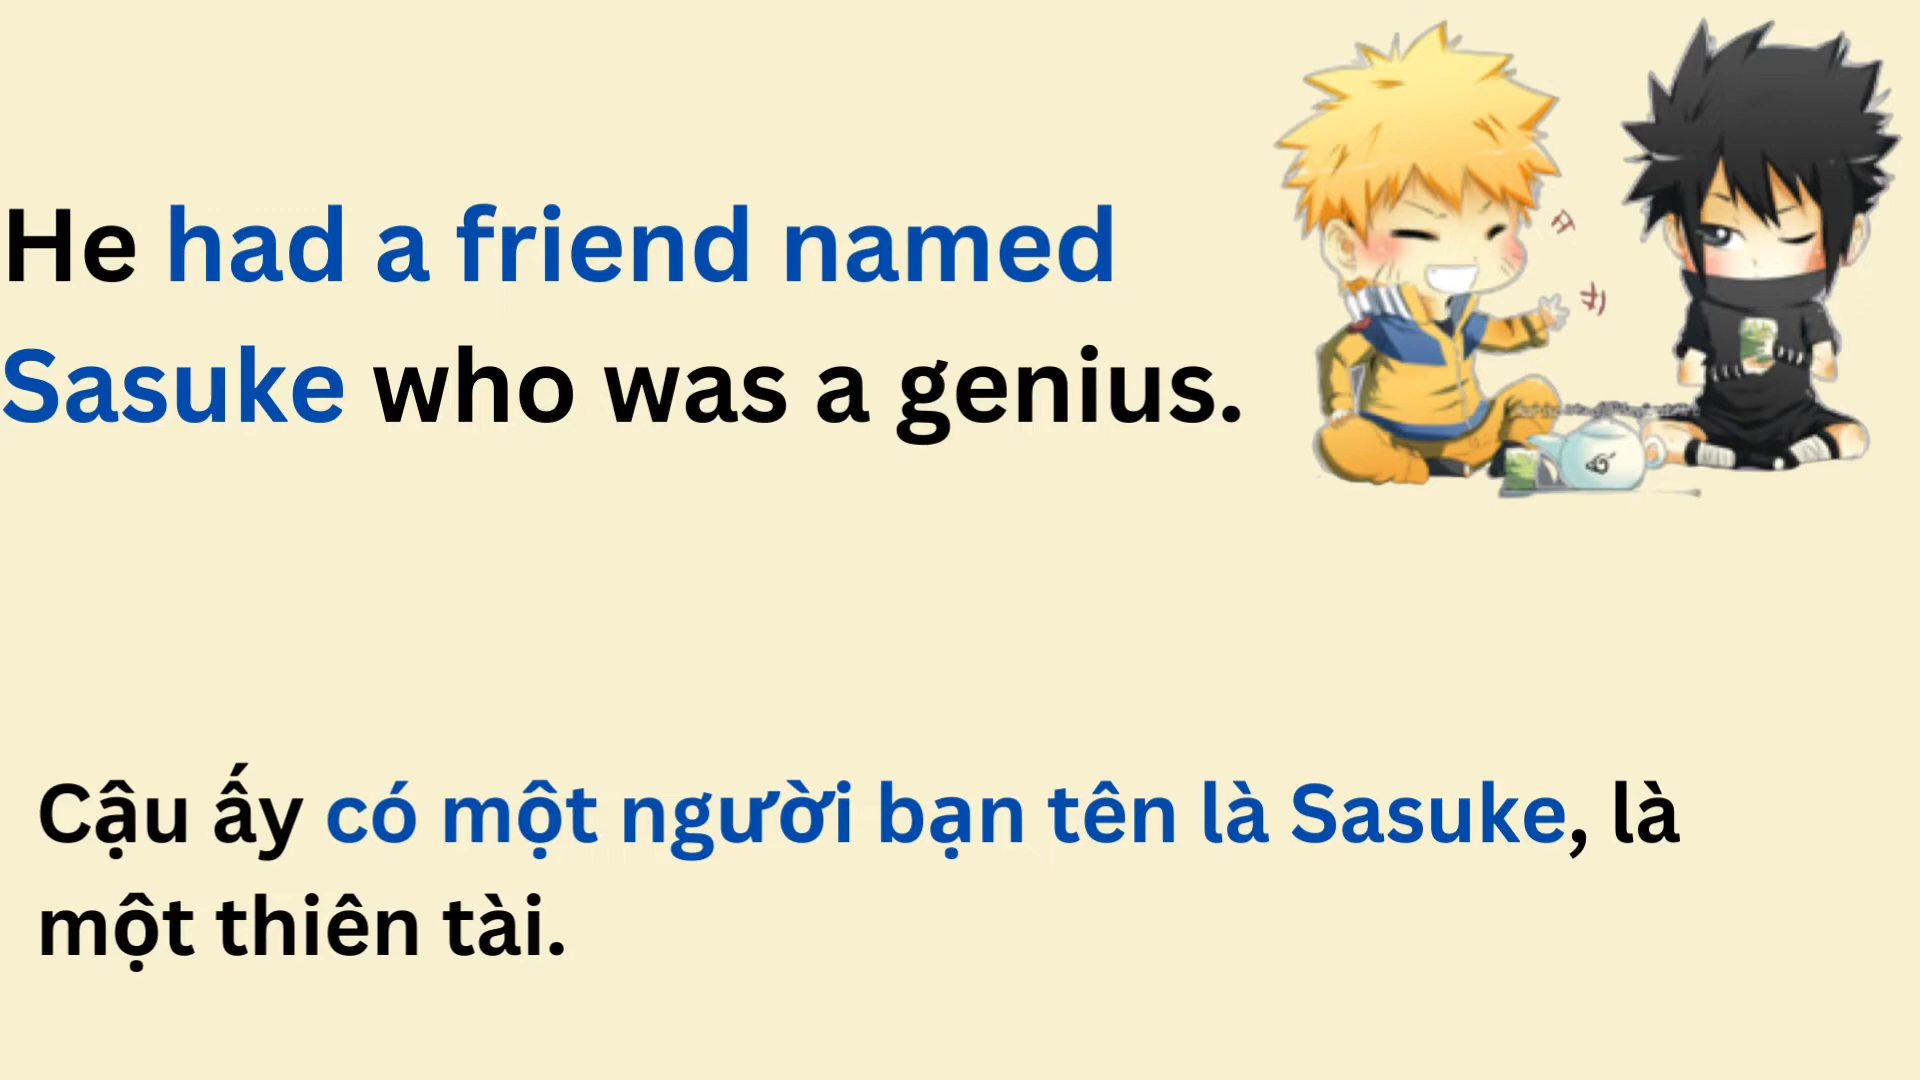 He had a friend named
Sasuke who was a genius.
Cậu ấy có một người bạn tên là Sasuke, là
một thiên tài.